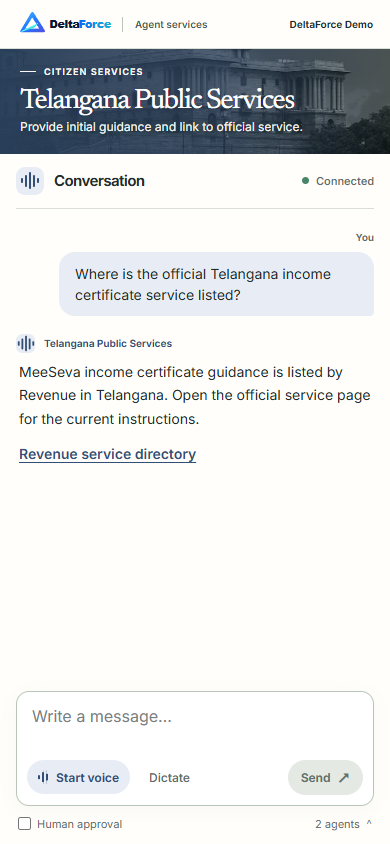 DeltaForce
Agent services
DeltaForce Demo
CITIZEN SERVICES
Telangana Public Services
Provide initial guidance and link to official service.
Conversation
Connected
You
Where is the official Telangana income
certificate service listed?
Telangana Public Services
MeeSeva income certificate guidance is listed by
Revenue in Telangana. Open the official service page
for the current instructions.
Revenue service directory
Write a message...
Start voice
Dictate
Send ↗
Human approval
2 agents ^